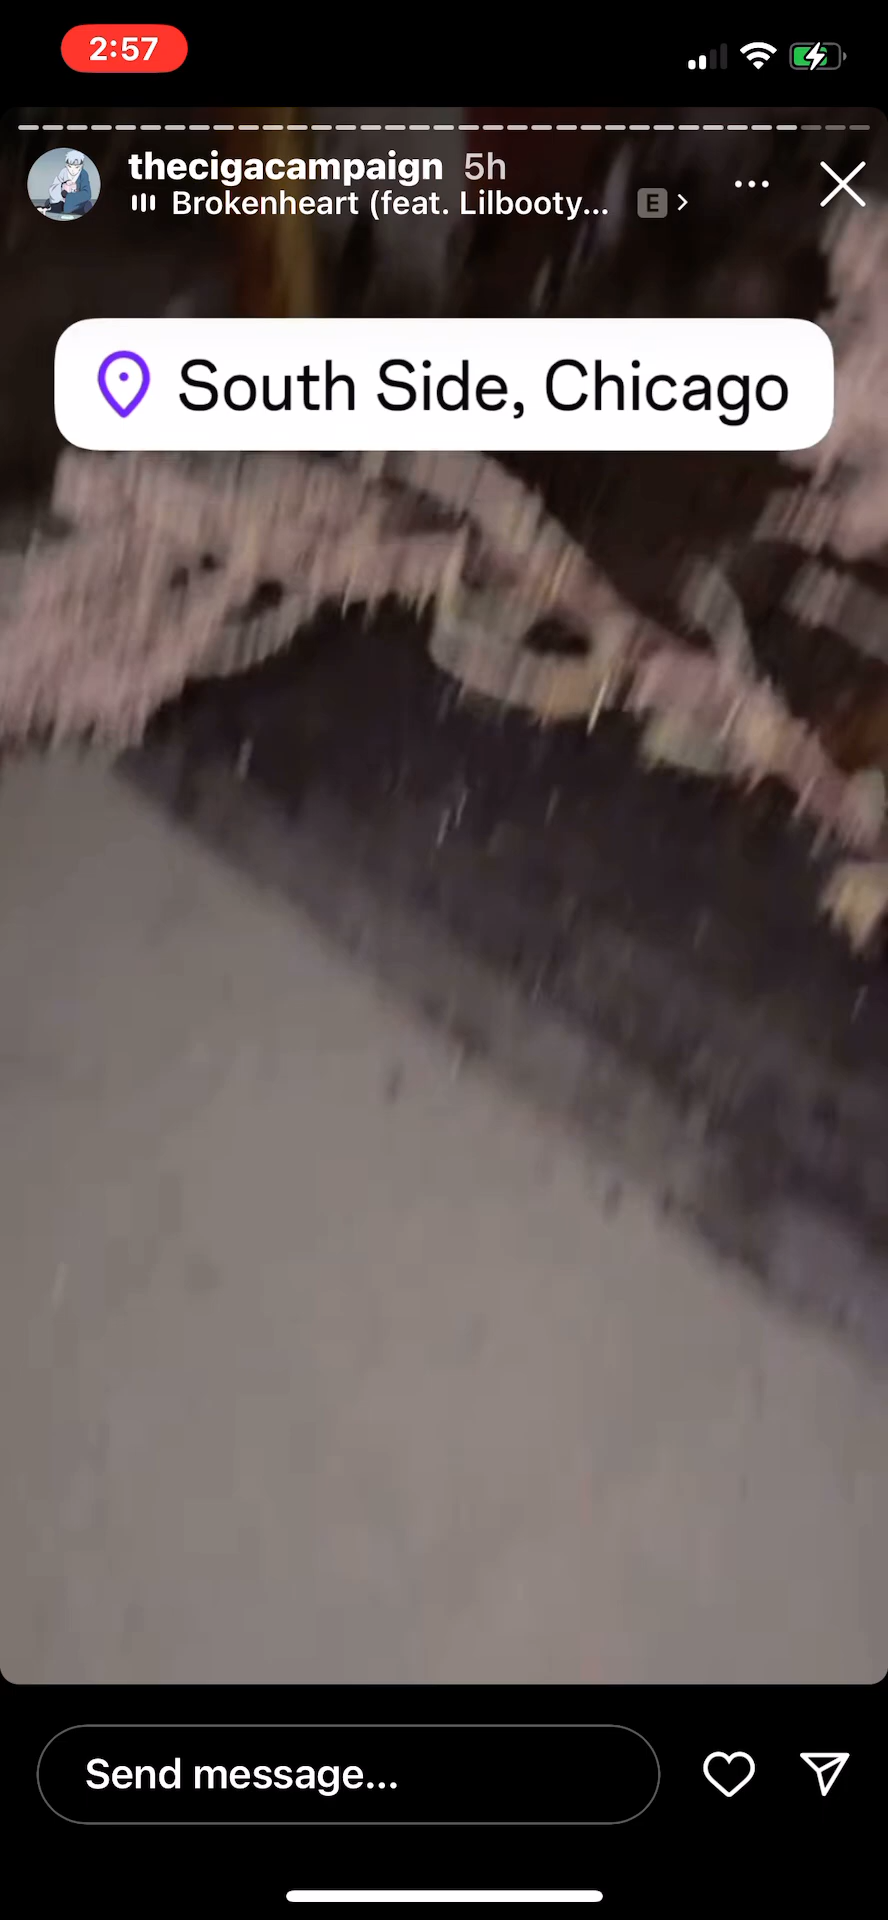 2:57
thecigacampaign 5h
Brokenheart (feat. Lilbooty... E
South Side, Chicago
Send message...